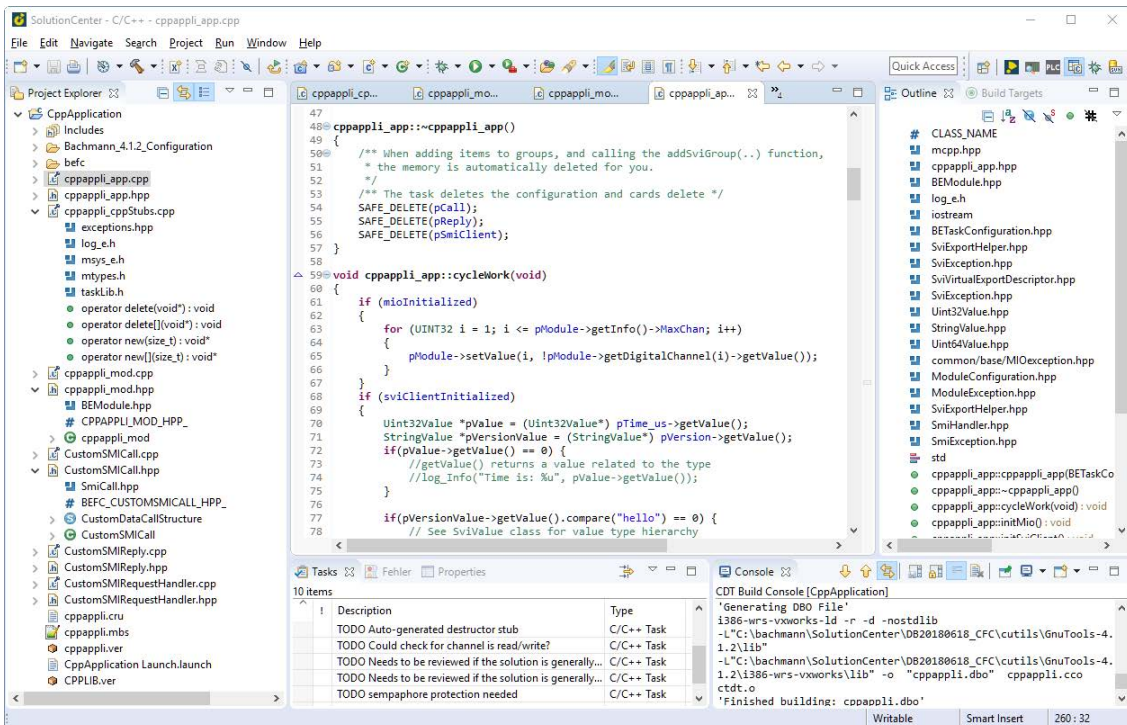 SolutionCenter - C/C++ - cppappli_app.cpp
File Edit Navigate Search Project Run Window Help
Quick Access
PLC
Project Explorer
CppApplication
Includes
Bachmann_4.1.2_Configuration
befc
cppappli_app.cpp
cppappli_app.hpp
cppappli_cppStubs.cpp
exceptions.hpp
log_e.h
msys_e.h
mtypes.h
taskLib.h
operator delete(void*) : void
operator delete[](void*) : void
operator new(size_t) : void*
operator new[](size_t) : void*
cppappli_mod.cpp
cppappli_mod.hpp
BEModule.hpp
# CPPAPPLI_MOD_HPP_
cppappli_mod
CustomSMICall.cpp
CustomSMICall.hpp
SmiCall.hpp
# BEFC_CUSTOMSMICALL_HPP_
CustomDataCallStructure
CustomSMICall
CustomSMIReply.cpp
CustomSMIReply.hpp
CustomSMIRequestHandler.cpp
CustomSMIRequestHandler.hpp
cppappli.cru
cppappli.mbs
cppappli.ver
CppApplication Launch.launch
CPPLIB.ver
cppappli_cp... cppappli_mo... cppappli_mo... cppappli_ap... »4
47
48 cppappli_app::~cppappli_app()
49 {
50 /** When adding items to groups, and calling the addSviGroup(..) function,
51 * the memory is automatically deleted for you.
52 */
53 /** The task deletes the configuration and cards delete */
54 SAFE_DELETE(pCall);
55 SAFE_DELETE(pReply);
56 SAFE_DELETE(pSmiClient);
57 }
58
59 void cppappli_app::cycleWork(void)
60 {
61 if (mioInitialized)
62 {
63 for (UINT32 i = 1; i <= pModule->getInfo()->MaxChan; i++)
64 {
65 pModule->setValue(i, !pModule->getDigitalChannel(i)->getValue());
66 }
67 }
68 if (sviClientInitialized)
69 {
70 Uint32Value *pValue = (Uint32Value*) pTime_us->getValue();
71 StringValue *pVersionValue = (StringValue*) pVersion->getValue();
72 if(pValue->getValue() == 0) {
73 //getValue() returns a value related to the type
74 //log_Info("Time is: %u", pValue->getValue());
75 }
76
77 if(pVersionValue->getValue().compare("hello") == 0) {
78 // See SviValue class for value type hierarchy
Outline Build Targets
# CLASS_NAME
mcpp.hpp
cppappli_app.hpp
BEModule.hpp
log_e.h
iostream
BETaskConfiguration.hpp
SviExportHelper.hpp
SviException.hpp
SviVirtualExportDescriptor.hpp
SviException.hpp
Uint32Value.hpp
StringValue.hpp
Uint64Value.hpp
common/base/MIOexception.hpp
ModuleConfiguration.hpp
ModuleException.hpp
SviExportHelper.hpp
SmiHandler.hpp
SmiException.hpp
std
cppappli_app::cppappli_app(BETaskCo
cppappli_app::~cppappli_app()
cppappli_app::cycleWork(void) : void
cppappli_app::initMio() : void
Tasks Fehler Properties
10 items
! Description Type
TODO Auto-generated destructor stub C/C++ Task
TODO Could check for channel is read/write? C/C++ Task
TODO Needs to be reviewed if the solution is generally... C/C++ Task
TODO Needs to be reviewed if the solution is generally... C/C++ Task
TODO sempaphore protection needed C/C++ Task
Console
CDT Build Console [CppApplication]
'Generating DBO File'
i386-wrs-vxworks-ld -r -d -nostdlib
-L"C:\bachmann\SolutionCenter\DB20180618_CFC\cutils\GnuTools-4.
1.2\lib"
-L"C:\bachmann\SolutionCenter\DB20180618_CFC\cutils\GnuTools-4.
1.2\i386-wrs-vxworks\lib" -o "cppappli.dbo" cppappli.cco
ctdt.o
'Finished building: cppappli.dbo'
Writable Smart Insert 260 : 32